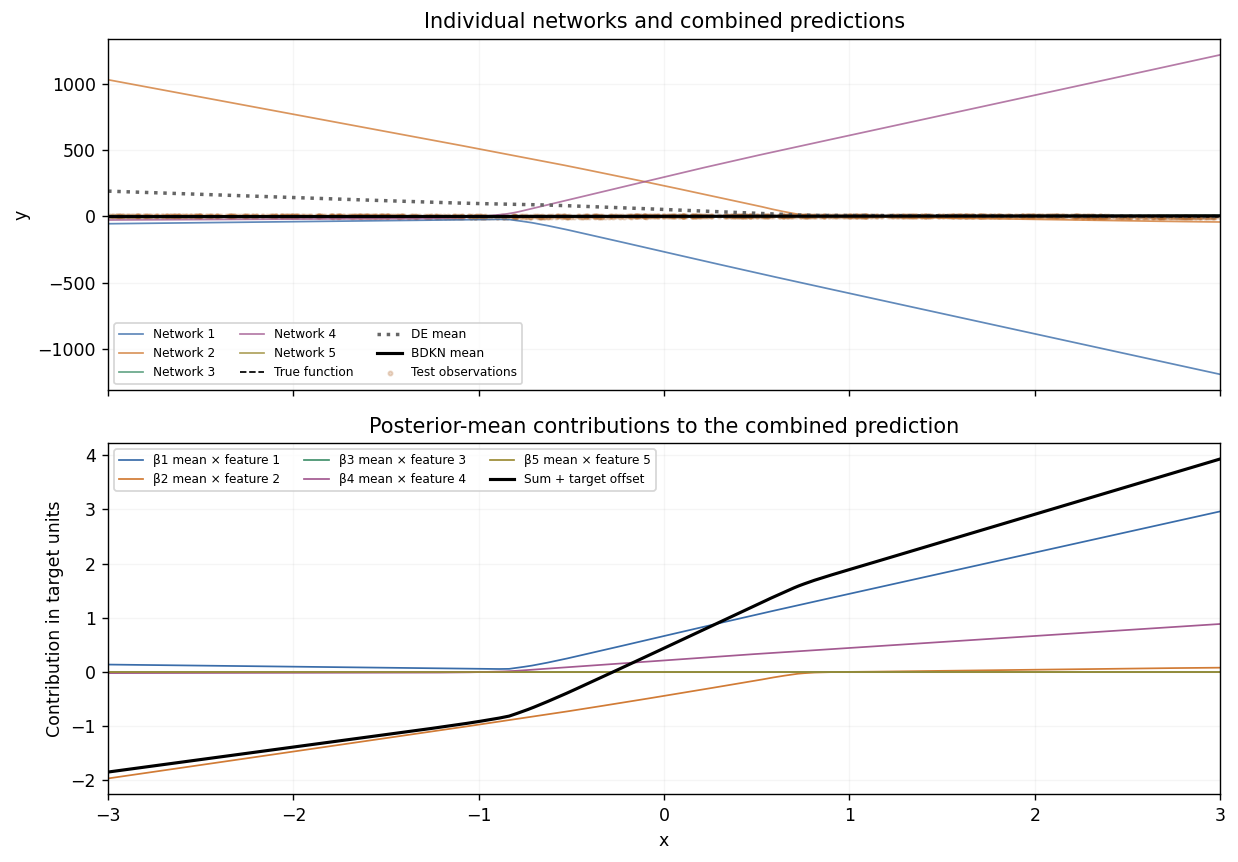 Individual networks and combined predictions
1000
500
0
−500
−1000
y
Network 1
Network 2
Network 3
Network 4
Network 5
True function
DE mean
BDKN mean
Test observations
Posterior-mean contributions to the combined prediction
4
3
2
1
0
−1
−2
Contribution in target units
β1 mean × feature 1
β2 mean × feature 2
β3 mean × feature 3
β4 mean × feature 4
β5 mean × feature 5
Sum + target offset
−3 −2 −1 0 1 2 3
x